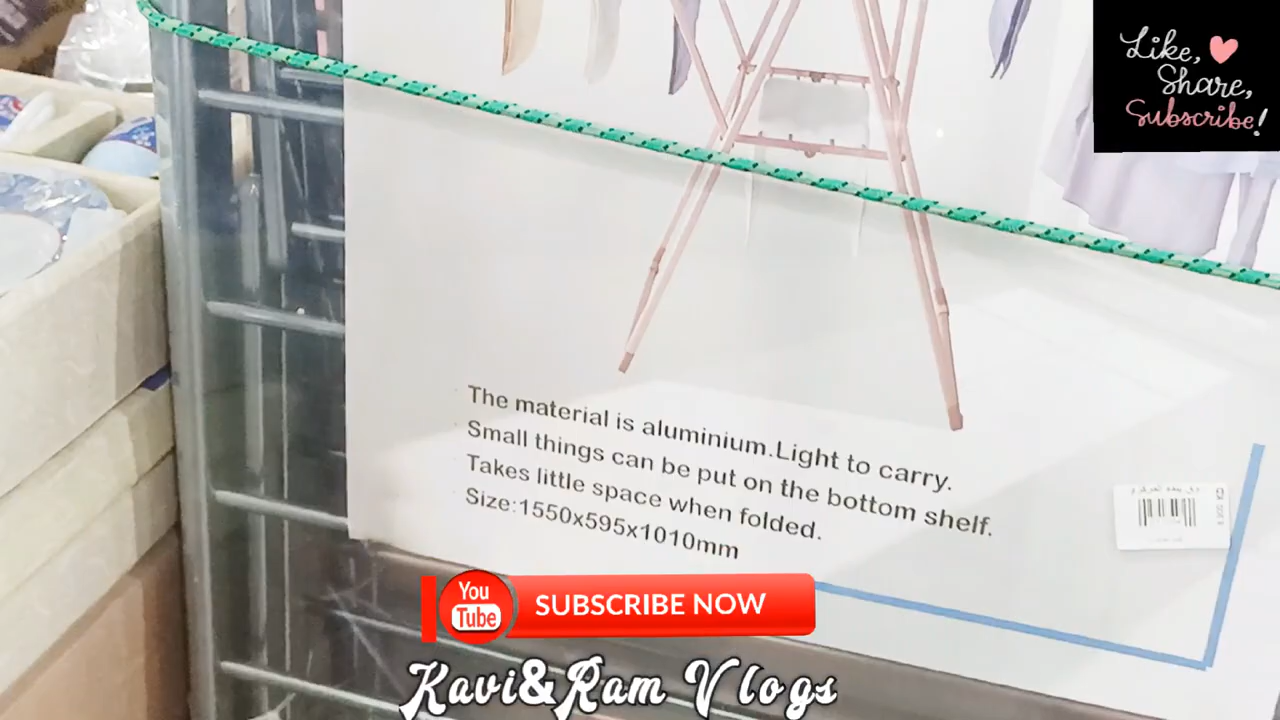 Like,
Share,
Subscribe!
The material is aluminium.Light to carry.
Small things can be put on the bottom shelf.
Takes little space when folded.
Size:1550x595x1010mm
You
Tube
SUBSCRIBE NOW
Kavi&Ram Vlogs